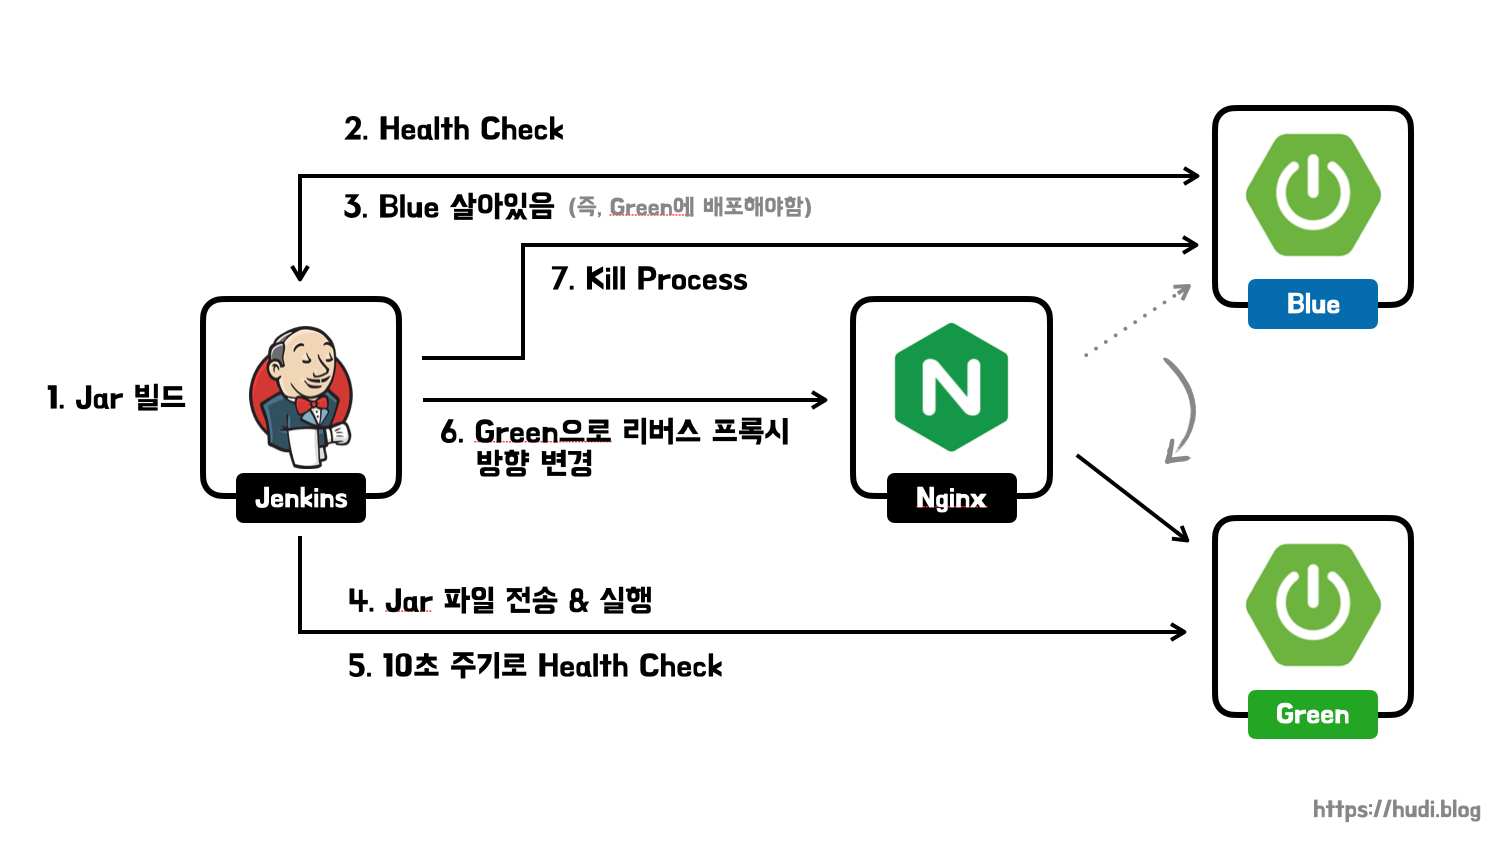 2. Health Check
3. Blue 살아있음 (즉, Green에 배포해야함)
7. Kill Process
Blue
1. Jar 빌드
6. Green으로 리버스 프록시
방향 변경
Jenkins
N
Nginx
4. Jar 파일 전송 & 실행
5. 10초 주기로 Health Check
Green
https://hudi.blog